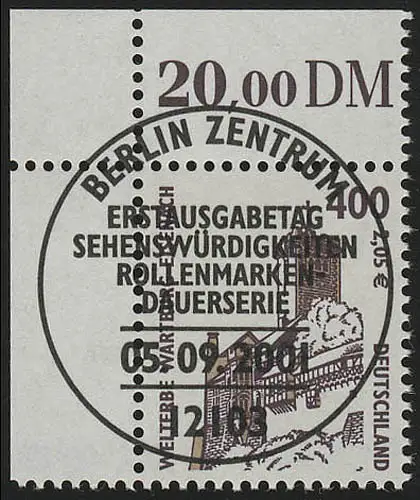 20,00 DM
BERLIN ZENTRUM
400
2,05 €
ERSTAUSGABETAG
SEHENSWÜRDIGKEITEN
ROLLENMARKEN-
DAUERSERIE
05.09.2001
12103
WELTERBE WARTBURG EISENACH
DEUTSCHLAND